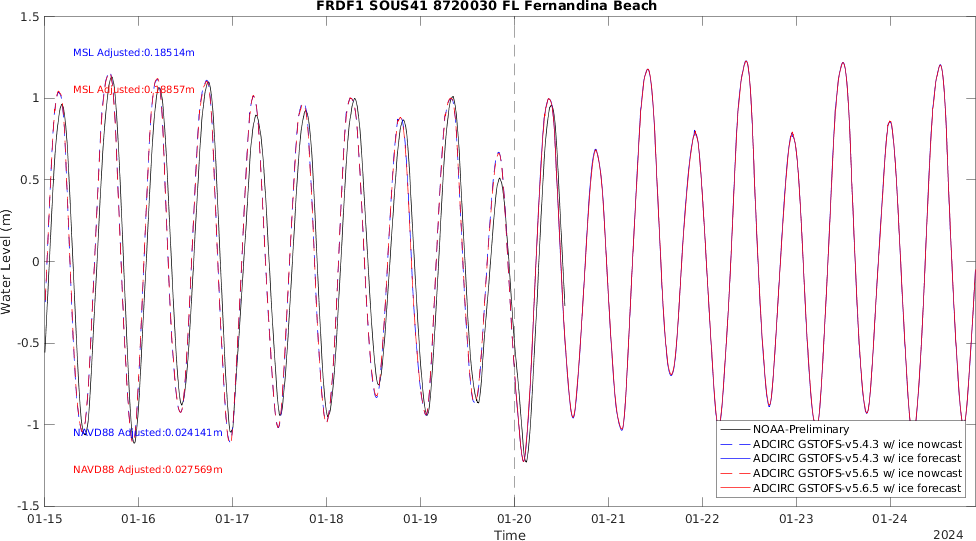 FRDF1 SOUS41 8720030 FL Fernandina Beach
MSL Adjusted:0.18514m
MSL Adjusted:0.18857m
NAVD88 Adjusted:0.024141m
NAVD88 Adjusted:0.027569m
Water Level (m)
1.5
1
0.5
0
-0.5
-1
-1.5
NOAA-Preliminary
ADCIRC GSTOFS-v5.4.3 w/ ice nowcast
ADCIRC GSTOFS-v5.4.3 w/ ice forecast
ADCIRC GSTOFS-v5.6.5 w/ ice nowcast
ADCIRC GSTOFS-v5.6.5 w/ ice forecast
01-15 01-16 01-17 01-18 01-19 01-20 01-21 01-22 01-23 01-24
Time
2024